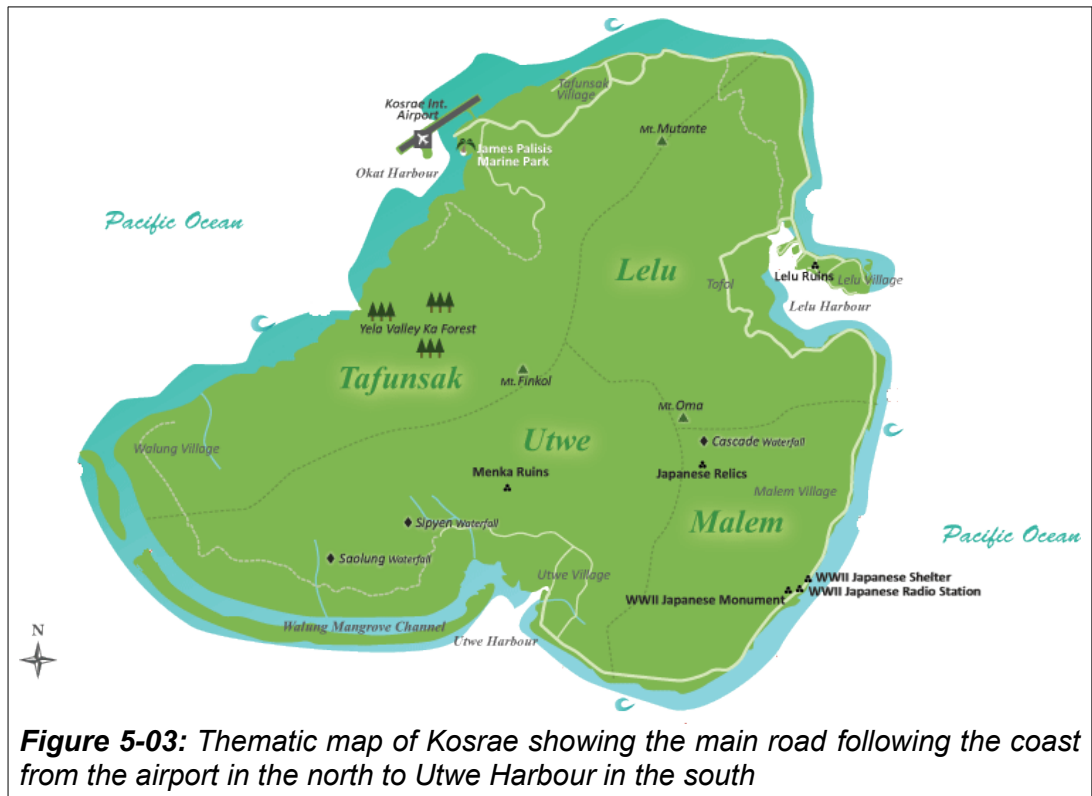 Tafunsak
Village
Kosrae Int.
Airport
Mt.Mutante
James Palisis
Marine Park
Okat Harbour
Pacific Ocean
Lelu
Lelu Ruins
Lelu Village
Tofol
Lelu Harbour
Yela Valley Ka Forest
Tafunsak
Mt.Finkol
Mt.Oma
Utwe
Cascade Waterfall
Walung Village
Menka Ruins
Japanese Relics
Malem Village
Malem
Sipyen Waterfall
Pacific Ocean
Saolung Waterfall
Utwe Village
WWII Japanese Shelter
WWII Japanese Radio Station
WWII Japanese Monument
Walung Mangrove Channel
Utwe Harbour
N
Figure 5-03: Thematic map of Kosrae showing the main road following the coast
from the airport in the north to Utwe Harbour in the south